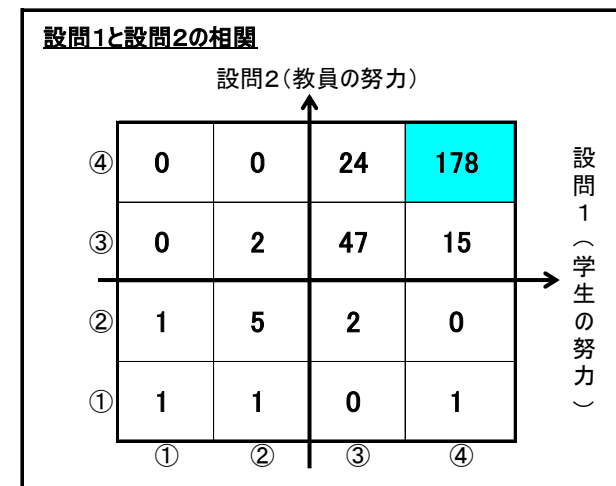 設問1と設問2の相関
設問2(教員の努力)
④ 0 0 24 178
③ 0 2 47 15
② 1 5 2 0
① 1 1 0 1
① ② ③ ④
設問1(学生の努力)